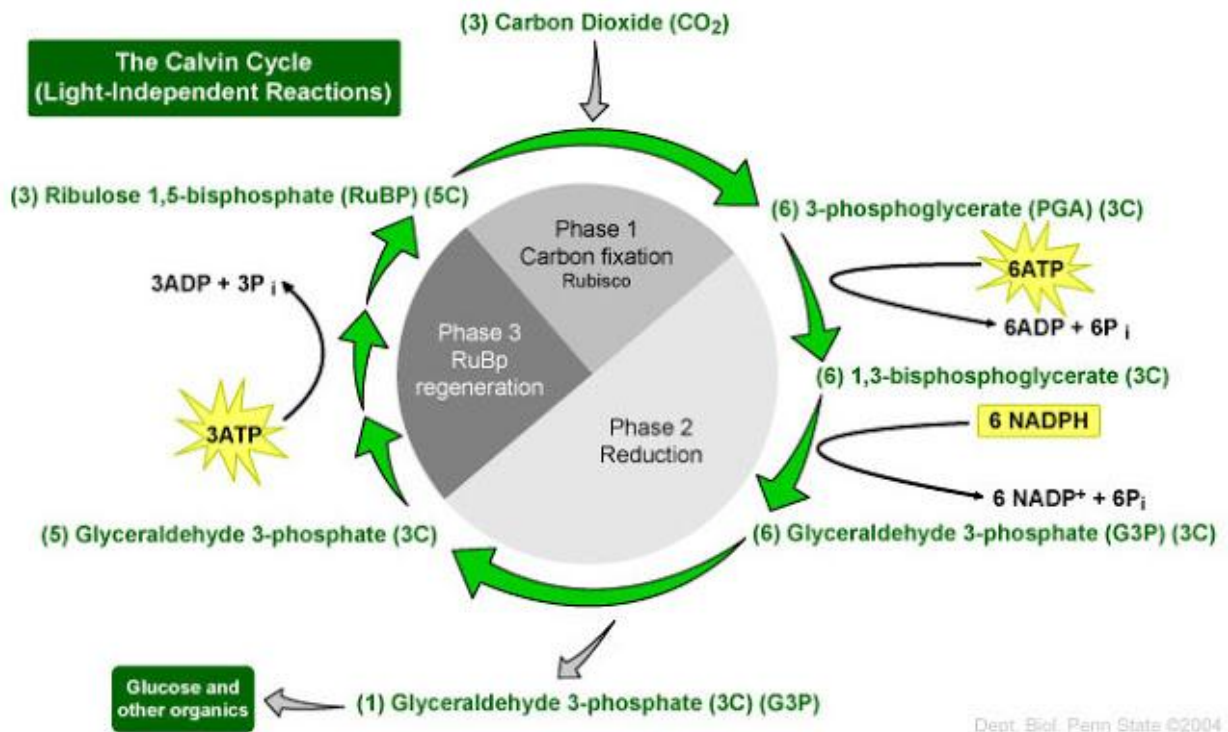 (3) Carbon Dioxide (CO₂)
The Calvin Cycle
(Light-Independent Reactions)
(3) Ribulose 1,5-bisphosphate (RuBP) (5C)
(6) 3-phosphoglycerate (PGA) (3C)
Phase 1
Carbon fixation
Rubisco
6ATP
6ADP + 6P i
3ADP + 3P i
Phase 3
RuBp
regeneration
(6) 1,3-bisphosphoglycerate (3C)
3ATP
Phase 2
Reduction
6 NADPH
6 NADP⁺ + 6Pi
(5) Glyceraldehyde 3-phosphate (3C)
(6) Glyceraldehyde 3-phosphate (G3P) (3C)
Glucose and
other organics
(1) Glyceraldehyde 3-phosphate (3C) (G3P)
Dept. Biol. Penn State ©2004